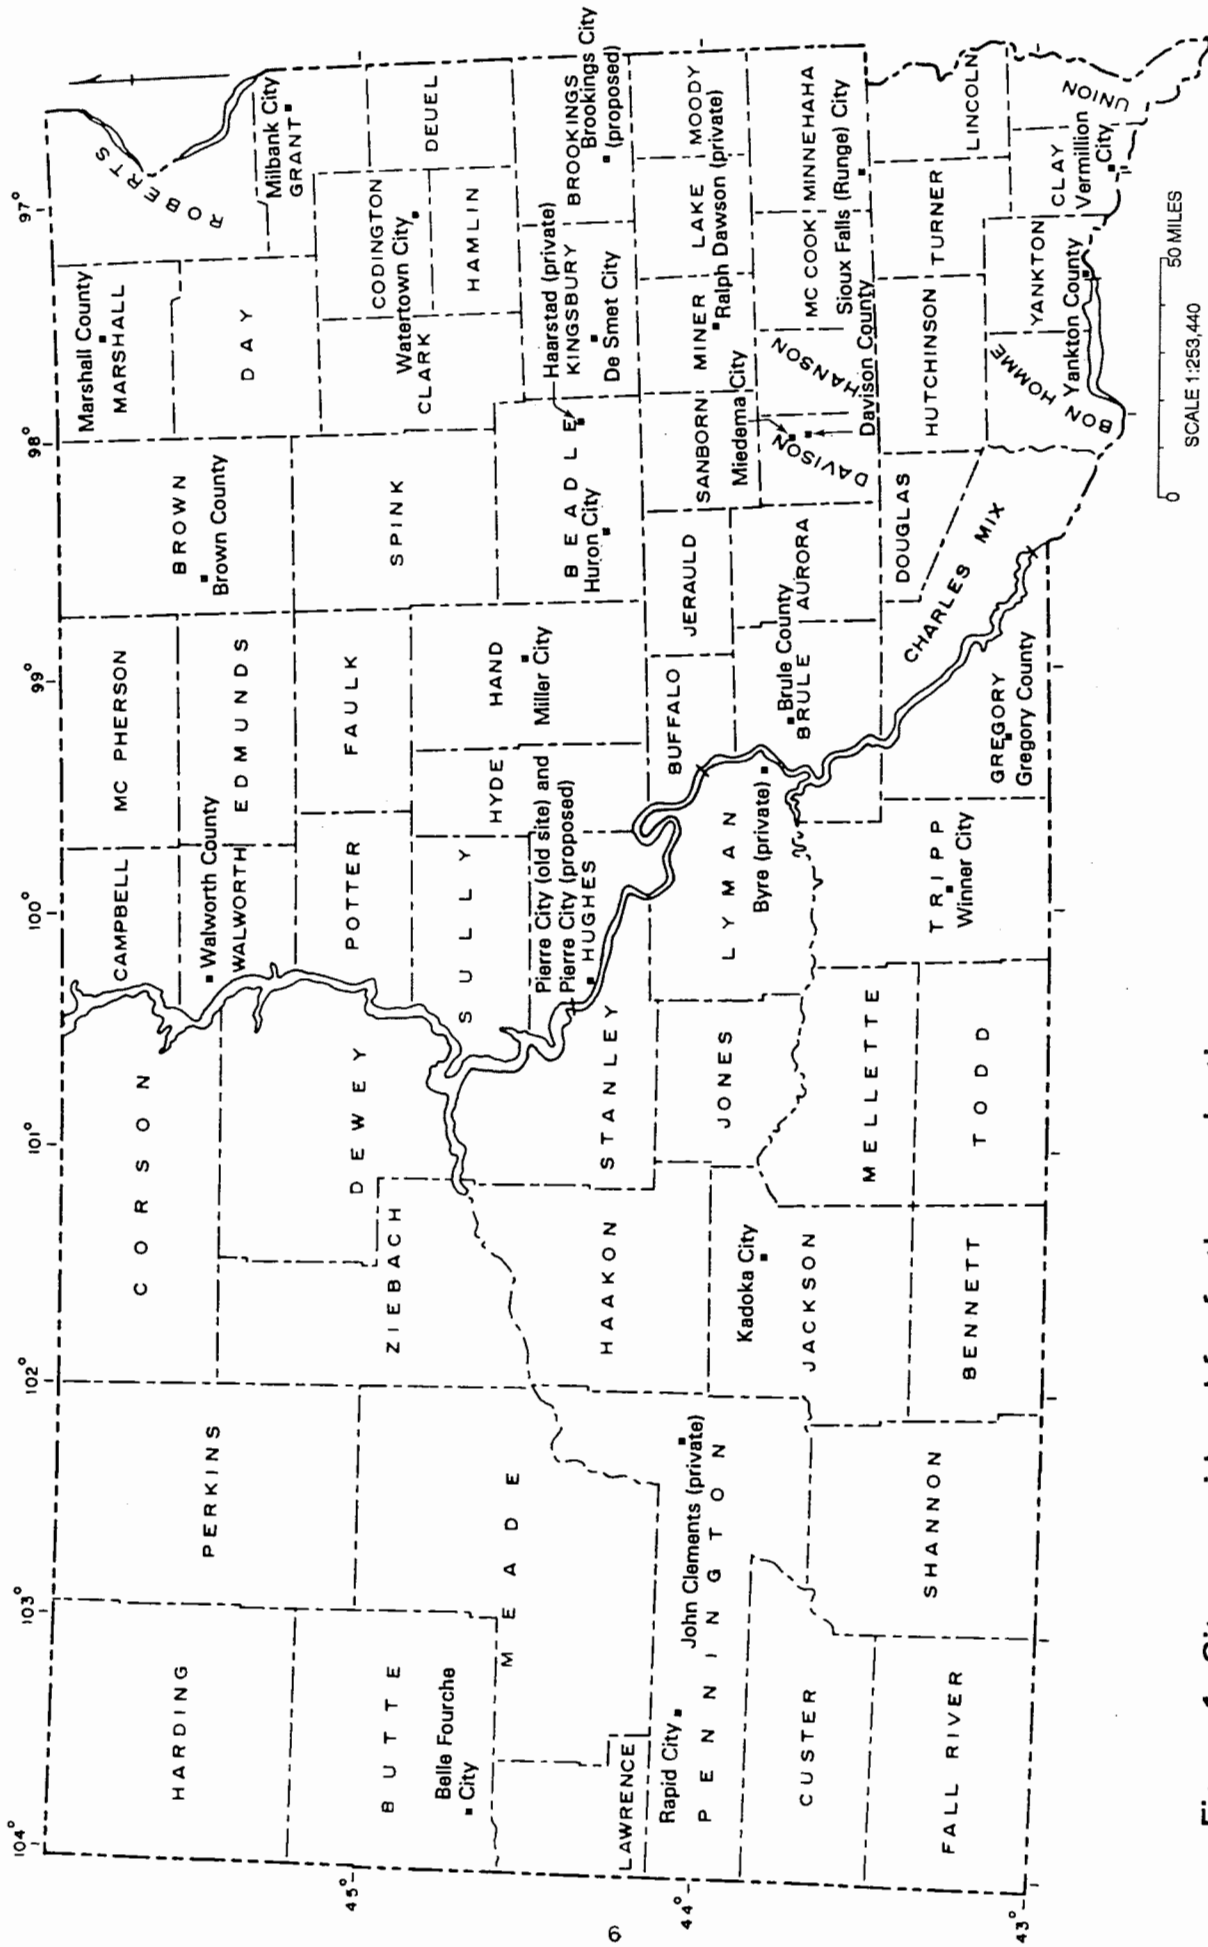 104°
103°
102°
101°
100°
99°
98°
97°
45°
44°
43°
HARDING
PERKINS
CORSON
CAMPBELL
MC PHERSON
BROWN
Brown County
Marshall County
MARSHALL
ROBERTS
DAY
Walworth County
WALWORTH
EDMUNDS
Milbank City
GRANT
BUTTE
Belle Fourche
City
ZIEBACH
DEWEY
POTTER
FAULK
SPINK
CLARK
CODINGTON
Watertown City
DEUEL
HAMLIN
MEADE
SULLY
HYDE
HAND
Miller City
BEADLE
Huron City
Haarstad (private)
KINGSBURY
De Smet City
BROOKINGS
Brookings City
(proposed)
LAWRENCE
HAAKON
STANLEY
Pierre City (old site) and
Pierre City (proposed)
HUGHES
Rapid City
John Clements (private)
PENNINGTON
Kadoka City
JACKSON
JONES
LYMAN
Byre (private)
BUFFALO
JERAULD
SANBORN
MINER
LAKE
MOODY
Ralph Dawson (private)
Brule County
BRULE
AURORA
Miedema City
DAVISON
Davison County
HANSON
MC COOK
MINNEHAHA
Sioux Falls (Runge) City
CUSTER
SHANNON
MELLETTE
FALL RIVER
BENNETT
TODD
TRIPP
Winner City
GREGORY
Gregory County
CHARLES MIX
DOUGLAS
HUTCHINSON
TURNER
LINCOLN
BON HOMME
YANKTON
Yankton County
CLAY
Vermillion
City
UNION
0
50 MILES
SCALE 1:253,440
6